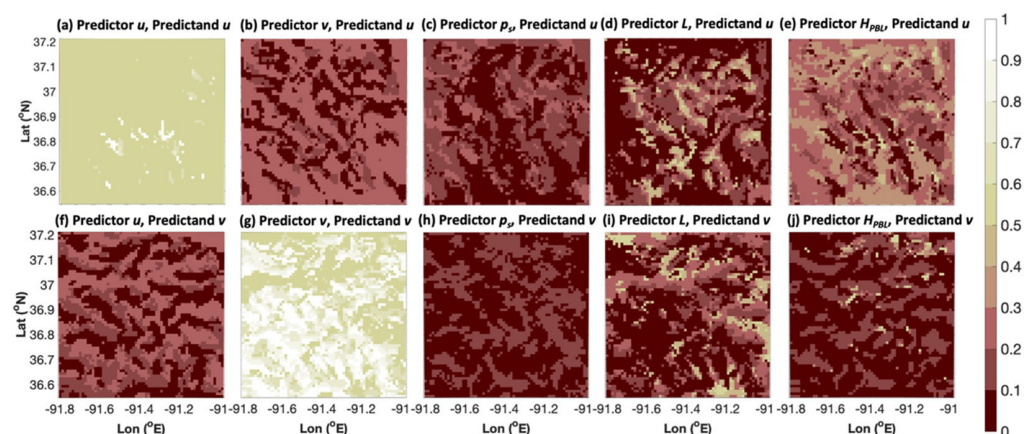 (a) Predictor u, Predictand u
(b) Predictor v, Predictand u
(c) Predictor pₛ, Predictand u
(d) Predictor L, Predictand u
(e) Predictor H_PBL, Predictand u
37.2
37.1
37
36.9
36.8
36.7
36.6
Lat (°N)
(f) Predictor u, Predictand v
(g) Predictor v, Predictand v
(h) Predictor pₛ, Predictand v
(i) Predictor L, Predictand v
(j) Predictor H_PBL, Predictand v
37.2
37.1
37
36.9
36.8
36.7
36.6
Lat (°N)
-91.8 -91.6 -91.4 -91.2 -91.8 -91.6 -91.4 -91.2 -91.8 -91.6 -91.4 -91.2 -91.8 -91.6 -91.4 -91.2 -91.8 -91.6 -91.4 -91.2 -91
Lon (°E) Lon (°E) Lon (°E) Lon (°E) Lon (°E)
1
0.9
0.8
0.7
0.6
0.5
0.4
0.3
0.2
0.1
0